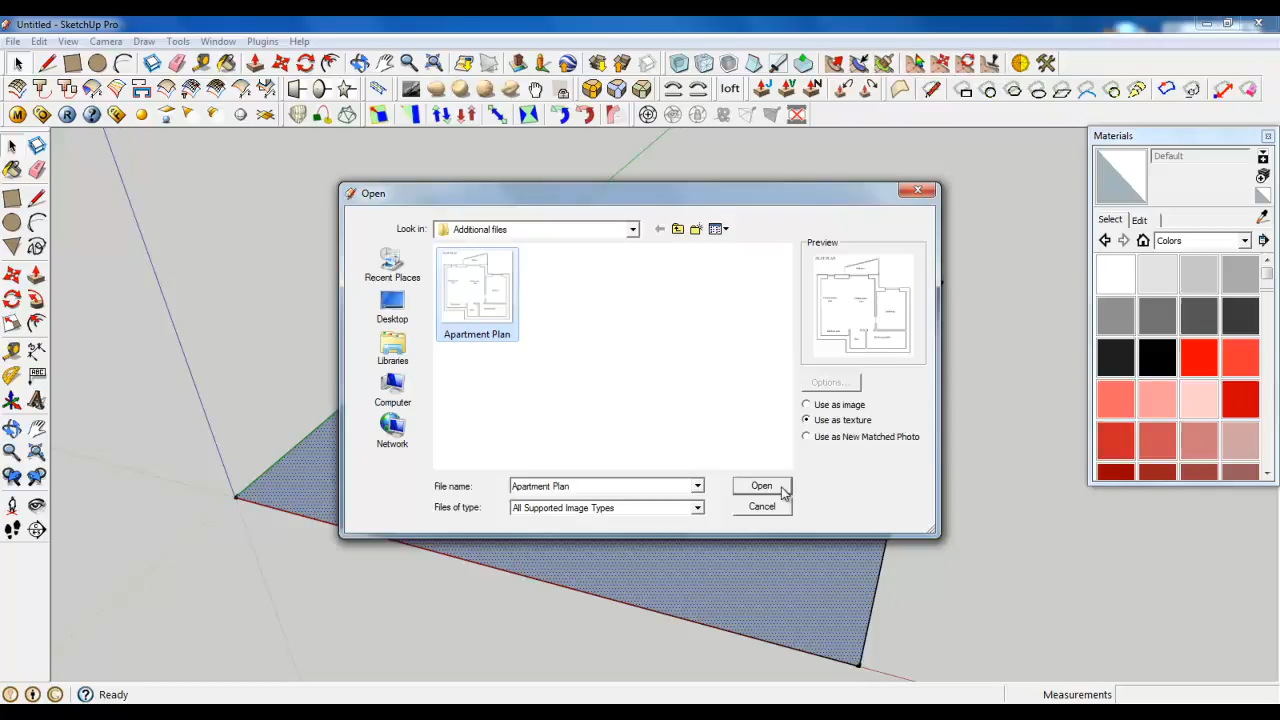 Untitled - SketchUp Pro
File Edit View Camera Draw Tools Window Plugins Help
loft
M R ?
Materials
Default
Select Edit
Colors
Open
Look in: Additional files
Recent Places
Desktop
Libraries
Computer
Network
Apartment Plan
Preview
Options...
Use as image
Use as texture
Use as New Matched Photo
File name: Apartment Plan
Open
Files of type: All Supported Image Types
Cancel
ABC
Ready
Measurements